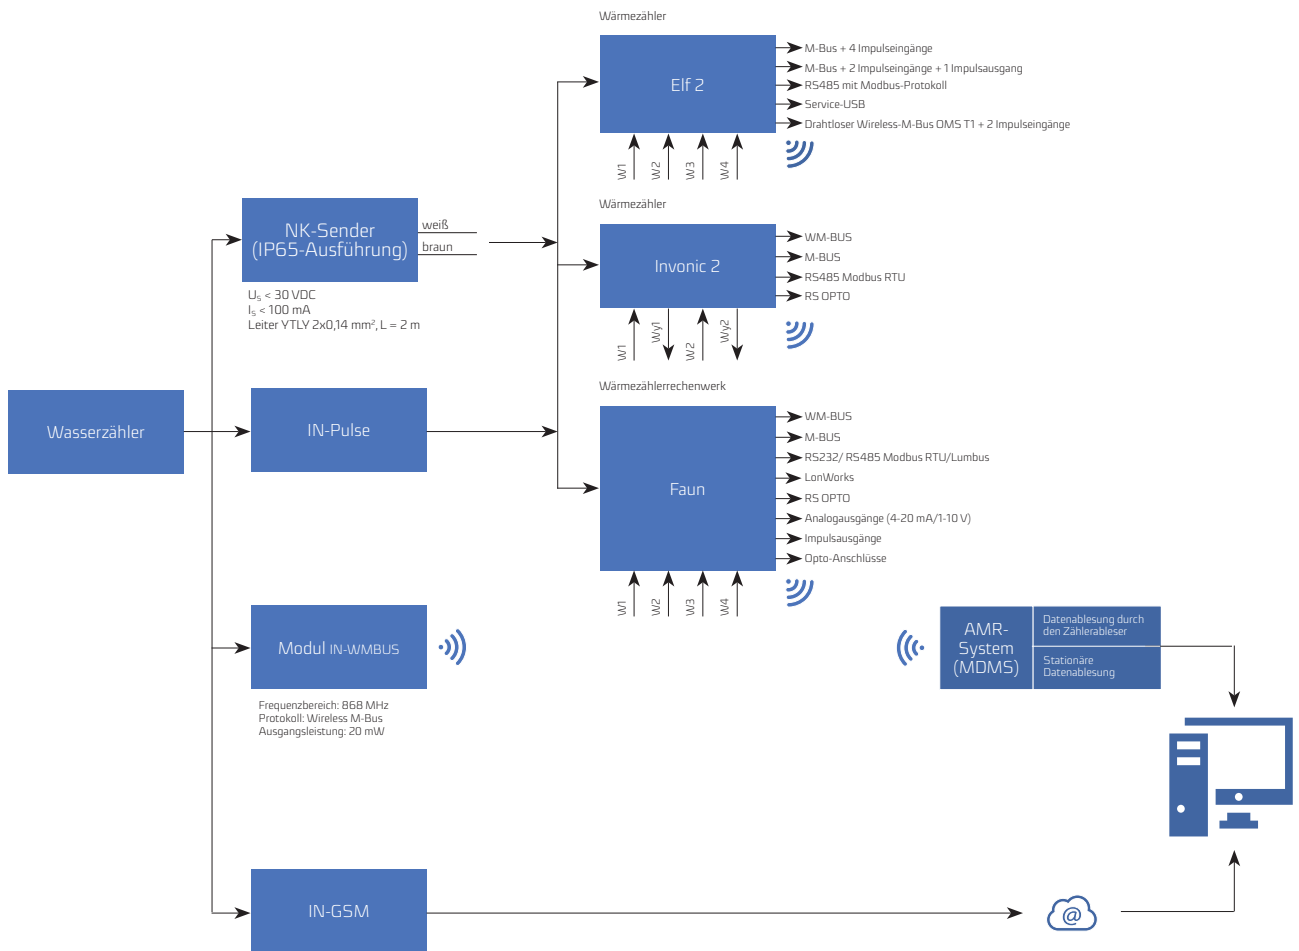 Wärmezähler
Elf 2
M-Bus + 4 Impulseingänge
M-Bus + 2 Impulseingänge + 1 Impulsausgang
RS485 mit Modbus-Protokoll
Service-USB
Drahtloser Wireless-M-Bus OMS T1 + 2 Impulseingänge
W1
W2
W3
W4
NK-Sender
(IP65-Ausführung)
weiß
braun
U₅ < 30 VDC
I₅ < 100 mA
Leiter YTLY 2x0,14 mm², L = 2 m
Wärmezähler
Invonic 2
WM-BUS
M-BUS
RS485 Modbus RTU
RS OPTO
W1
Wy1
W2
Wy2
Wasserzähler
IN-Pulse
Wärmezählerrechenwerk
Faun
WM-BUS
M-BUS
RS232/ RS485 Modbus RTU/Lumbus
LonWorks
RS OPTO
Analogausgänge (4-20 mA/1-10 V)
Impulsausgänge
Opto-Anschlüsse
W1
W2
W3
W4
Modul IN-WMBUS
Frequenzbereich: 868 MHz
Protokoll: Wireless M-Bus
Ausgangsleistung: 20 mW
AMR-
System
(MDMS)
Datenablesung durch
den Zählerableser
Stationäre
Datenablesung
IN-GSM
@